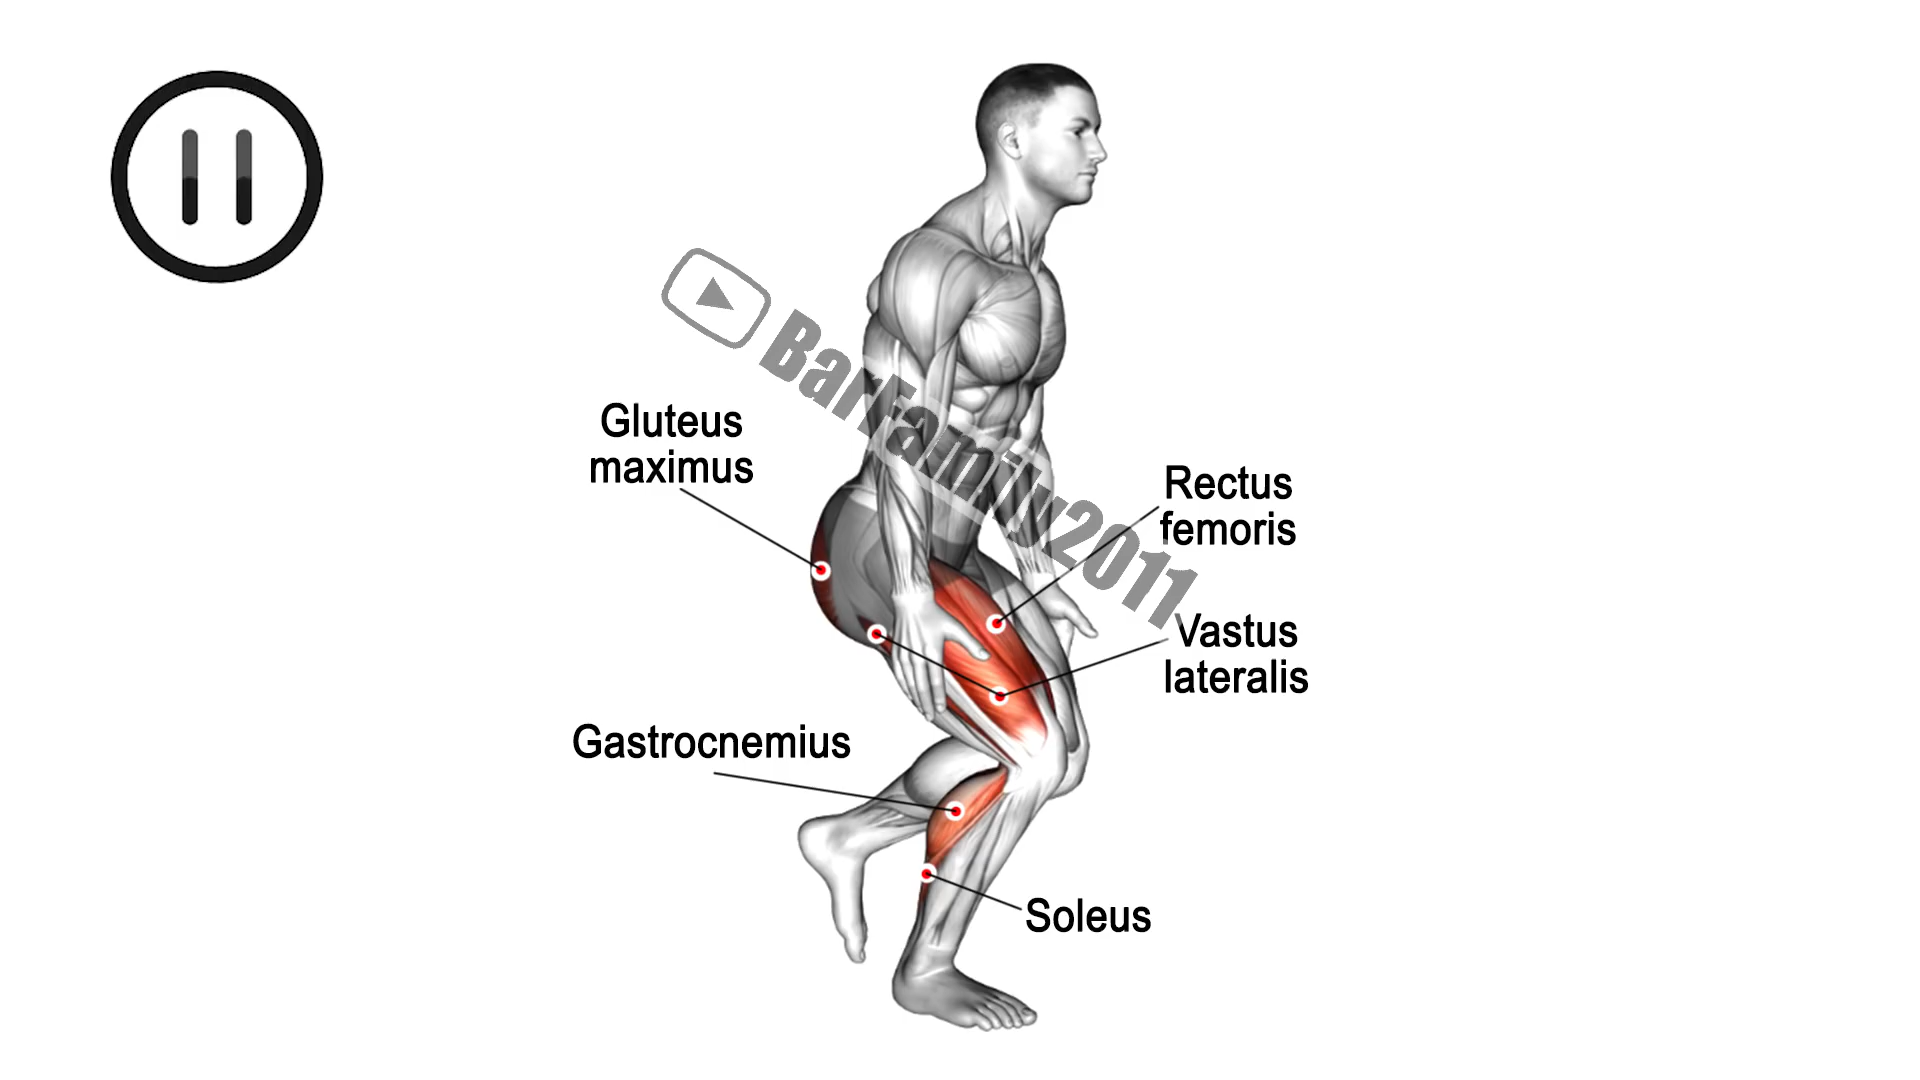 BarFamily2011
Gluteus
maximus
Rectus
femoris
Vastus
lateralis
Gastrocnemius
Soleus